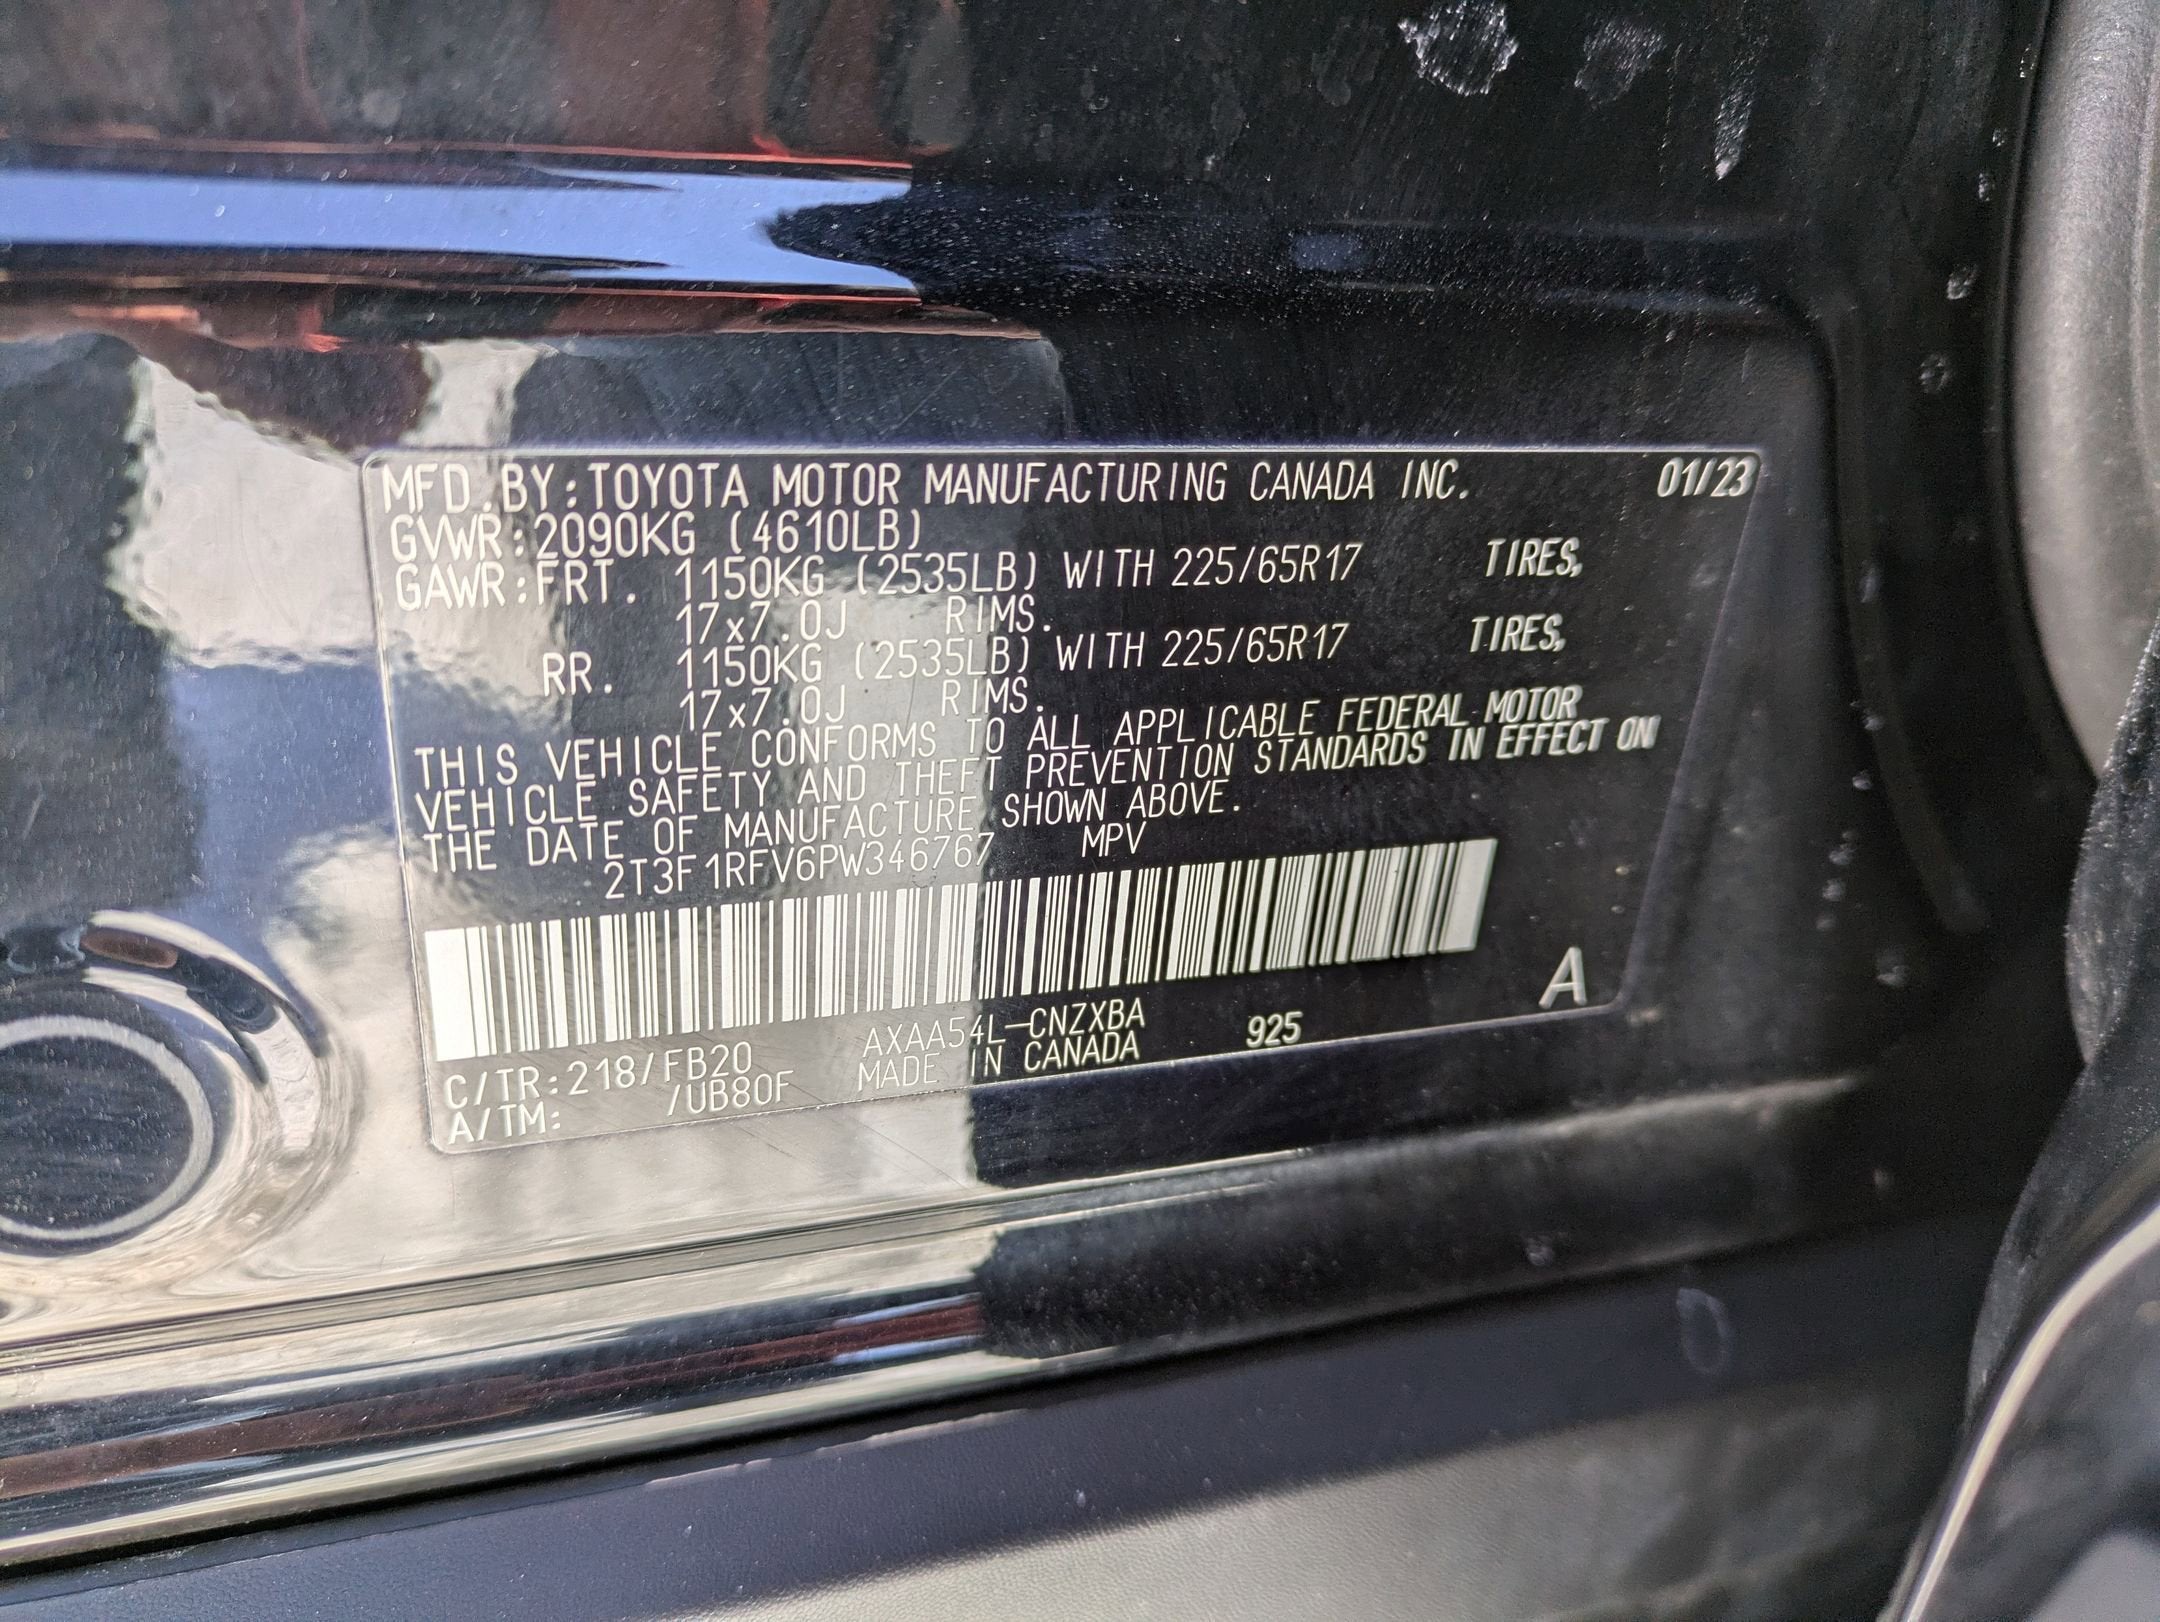 MFD.BY:TOYOTA MOTOR MANUFACTURING CANADA INC. 01/23
GVWR:2090KG (4610LB)
GAWR:FRT. 1150KG (2535LB) WITH 225/65R17 TIRES,
17x7.0J RIMS.
RR. 1150KG (2535LB) WITH 225/65R17 TIRES,
17x7.0J RIMS.
THIS VEHICLE CONFORMS TO ALL APPLICABLE FEDERAL MOTOR
VEHICLE SAFETY AND THEFT PREVENTION STANDARDS IN EFFECT ON
THE DATE OF MANUFACTURE SHOWN ABOVE.
2T3F1RFV6PW346767 MPV
A
C/TR:218/FB20 AXAA54L-CNZXBA 925
A/TM: /UB80F MADE IN CANADA